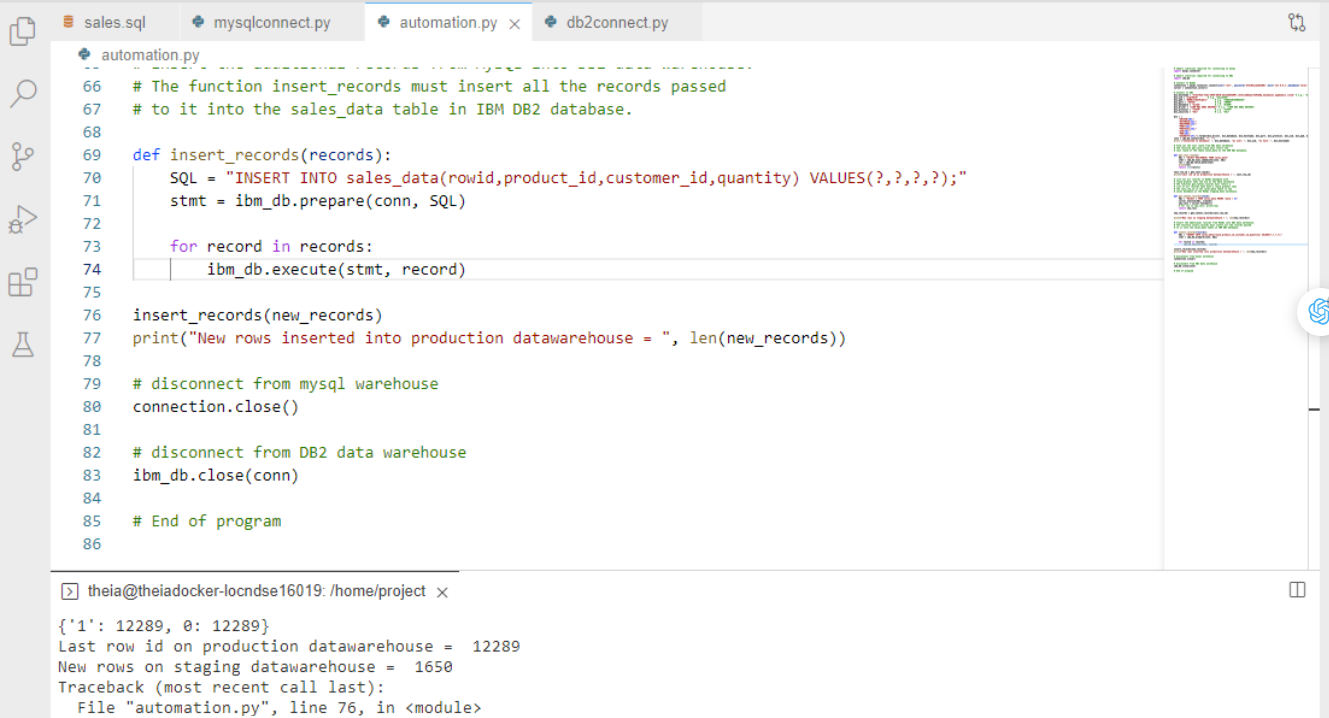 sales.sql mysqlconnect.py automation.py × db2connect.py
automation.py
66 # The function insert_records must insert all the records passed
67 # to it into the sales_data table in IBM DB2 database.
68
69 def insert_records(records):
70 SQL = "INSERT INTO sales_data(rowid,product_id,customer_id,quantity) VALUES(?,?,?,?);"
71 stmt = ibm_db.prepare(conn, SQL)
72
73 for record in records:
74 ibm_db.execute(stmt, record)
75
76 insert_records(new_records)
77 print("New rows inserted into production datawarehouse = ", len(new_records))
78
79 # disconnect from mysql warehouse
80 connection.close()
81
82 # disconnect from DB2 data warehouse
83 ibm_db.close(conn)
84
85 # End of program
86
theia@theiadocker-locndse16019: /home/project ×
{'1': 12289, 0: 12289}
Last row id on production datawarehouse =  12289
New rows on staging datawarehouse =  1650
Traceback (most recent call last):
  File "automation.py", line 76, in <module>